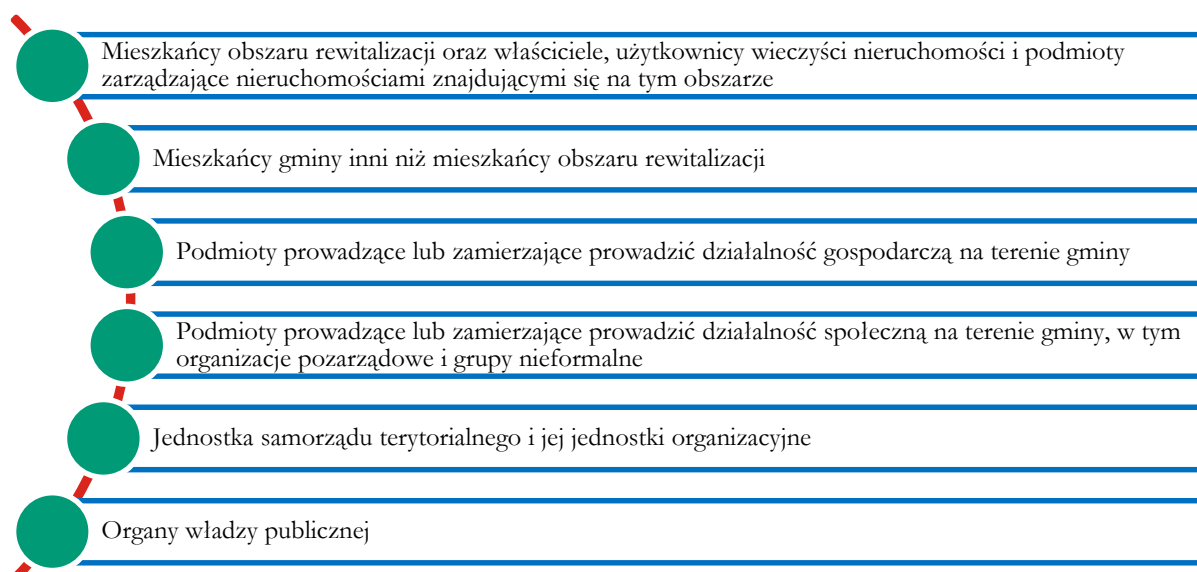 Mieszkańcy obszaru rewitalizacji oraz właściciele, użytkownicy wieczyści nieruchomości i podmioty
zarządzające nieruchomościami znajdującymi się na tym obszarze
Mieszkańcy gminy inni niż mieszkańcy obszaru rewitalizacji
Podmioty prowadzące lub zamierzające prowadzić działalność gospodarczą na terenie gminy
Podmioty prowadzące lub zamierzające prowadzić działalność społeczną na terenie gminy, w tym
organizacje pozarządowe i grupy nieformalne
Jednostka samorządu terytorialnego i jej jednostki organizacyjne
Organy władzy publicznej